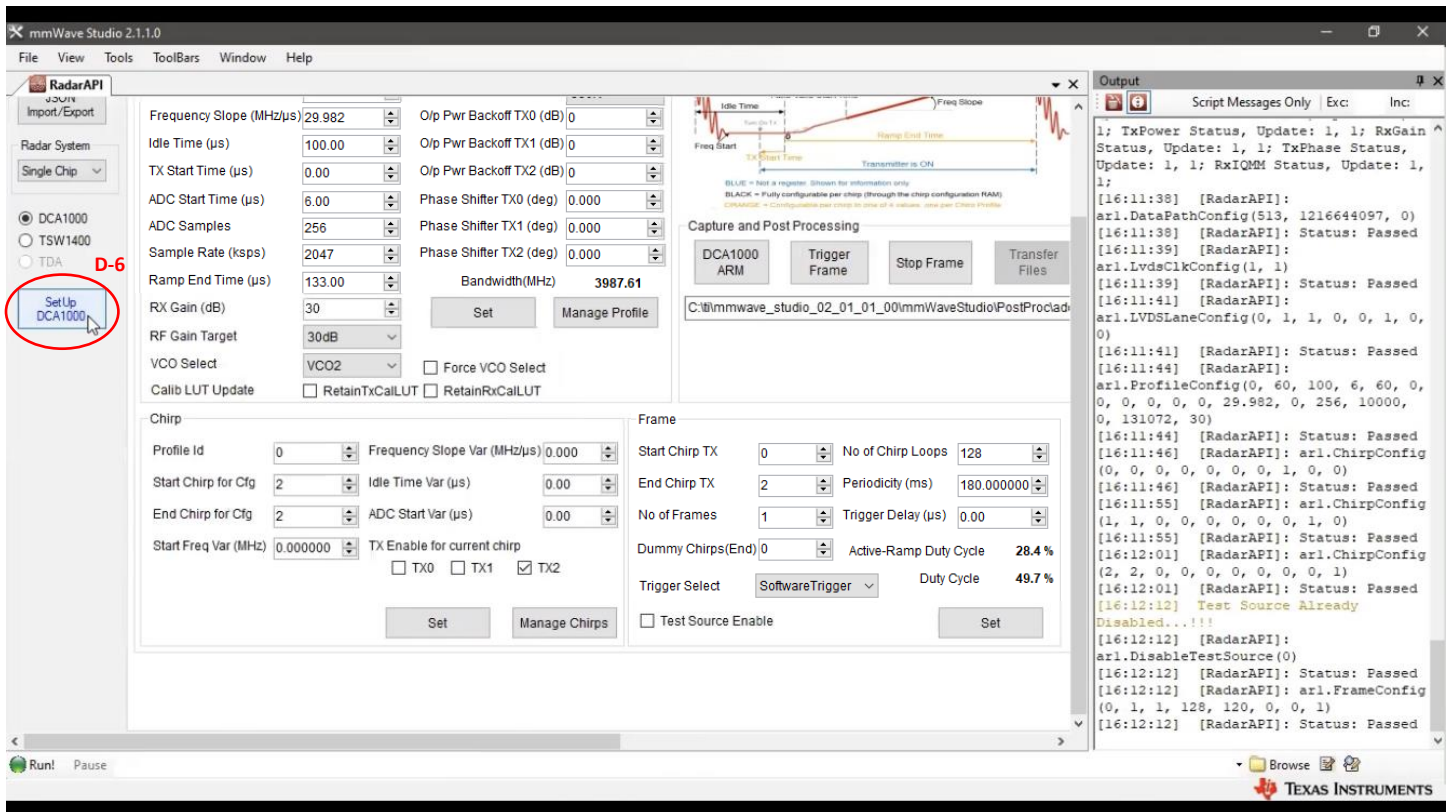 mmWave Studio 2.1.1.0
File View Tools ToolBars Window Help
RadarAPI
JSON
Import/Export
Radar System
Single Chip
DCA1000
TSW1400
TDA
D-6
SetUp
DCA1000
Frequency Slope (MHz/µs) 29.982
Idle Time (µs) 100.00
TX Start Time (µs) 0.00
ADC Start Time (µs) 6.00
ADC Samples 256
Sample Rate (ksps) 2047
Ramp End Time (µs) 133.00
RX Gain (dB) 30
RF Gain Target 30dB
VCO Select VCO2
Force VCO Select
Calib LUT Update RetainTxCalLUT RetainRxCalLUT
O/p Pwr Backoff TX0 (dB) 0
O/p Pwr Backoff TX1 (dB) 0
O/p Pwr Backoff TX2 (dB) 0
Phase Shifter TX0 (deg) 0.000
Phase Shifter TX1 (deg) 0.000
Phase Shifter TX2 (deg) 0.000
Bandwidth(MHz) 3987.61
Set Manage Profile
Idle Time
Freq Slope
Freq Start
Ramp End Time
TX Start Time
Transmitter is ON
BLUE = Not a register. Shown for information only.
BLACK = Fully configurable per chirp (through the chirp configuration RAM)
ORANGE = Configurable per chirp in one of 4 values, one per Chirp Profile
Capture and Post Processing
DCA1000
ARM
Trigger
Frame
Stop Frame
Transfer
Files
C:\ti\mmwave_studio_02_01_01_00\mmWaveStudio\PostProc\adc
Chirp
Profile Id 0 Frequency Slope Var (MHz/µs) 0.000
Start Chirp for Cfg 2 Idle Time Var (µs) 0.00
End Chirp for Cfg 2 ADC Start Var (µs) 0.00
Start Freq Var (MHz) 0.000000 TX Enable for current chirp
TX0 TX1 TX2
Set Manage Chirps
Frame
Start Chirp TX 0 No of Chirp Loops 128
End Chirp TX 2 Periodicity (ms) 180.000000
No of Frames 1 Trigger Delay (µs) 0.00
Dummy Chirps(End) 0 Active-Ramp Duty Cycle 28.4 %
Trigger Select SoftwareTrigger Duty Cycle 49.7 %
Test Source Enable Set
Output
Script Messages Only Exc: Inc:
1; TxPower Status, Update: 1, 1; RxGain
Status, Update: 1, 1; TxPhase Status,
Update: 1, 1; RxIQMM Status, Update: 1,
1;
[16:11:38] [RadarAPI]:
ar1.DataPathConfig(513, 1216644097, 0)
[16:11:38] [RadarAPI]: Status: Passed
[16:11:39] [RadarAPI]:
ar1.LvdsClkConfig(1, 1)
[16:11:39] [RadarAPI]: Status: Passed
[16:11:41] [RadarAPI]:
ar1.LVDSLaneConfig(0, 1, 1, 0, 0, 1, 0,
0)
[16:11:41] [RadarAPI]: Status: Passed
[16:11:44] [RadarAPI]:
ar1.ProfileConfig(0, 60, 100, 6, 60, 0,
0, 0, 0, 0, 0, 29.982, 0, 256, 10000,
0, 131072, 30)
[16:11:44] [RadarAPI]: Status: Passed
[16:11:46] [RadarAPI]: ar1.ChirpConfig
(0, 0, 0, 0, 0, 0, 0, 1, 0, 0)
[16:11:46] [RadarAPI]: Status: Passed
[16:11:55] [RadarAPI]: ar1.ChirpConfig
(1, 1, 0, 0, 0, 0, 0, 0, 1, 0)
[16:11:55] [RadarAPI]: Status: Passed
[16:12:01] [RadarAPI]: ar1.ChirpConfig
(2, 2, 0, 0, 0, 0, 0, 0, 0, 1)
[16:12:01] [RadarAPI]: Status: Passed
[16:12:12] Test Source Already
Disabled...!!!
[16:12:12] [RadarAPI]:
ar1.DisableTestSource(0)
[16:12:12] [RadarAPI]: Status: Passed
[16:12:12] [RadarAPI]: ar1.FrameConfig
(0, 1, 1, 128, 120, 0, 0, 1)
[16:12:12] [RadarAPI]: Status: Passed
Run! Pause
Browse
TEXAS INSTRUMENTS